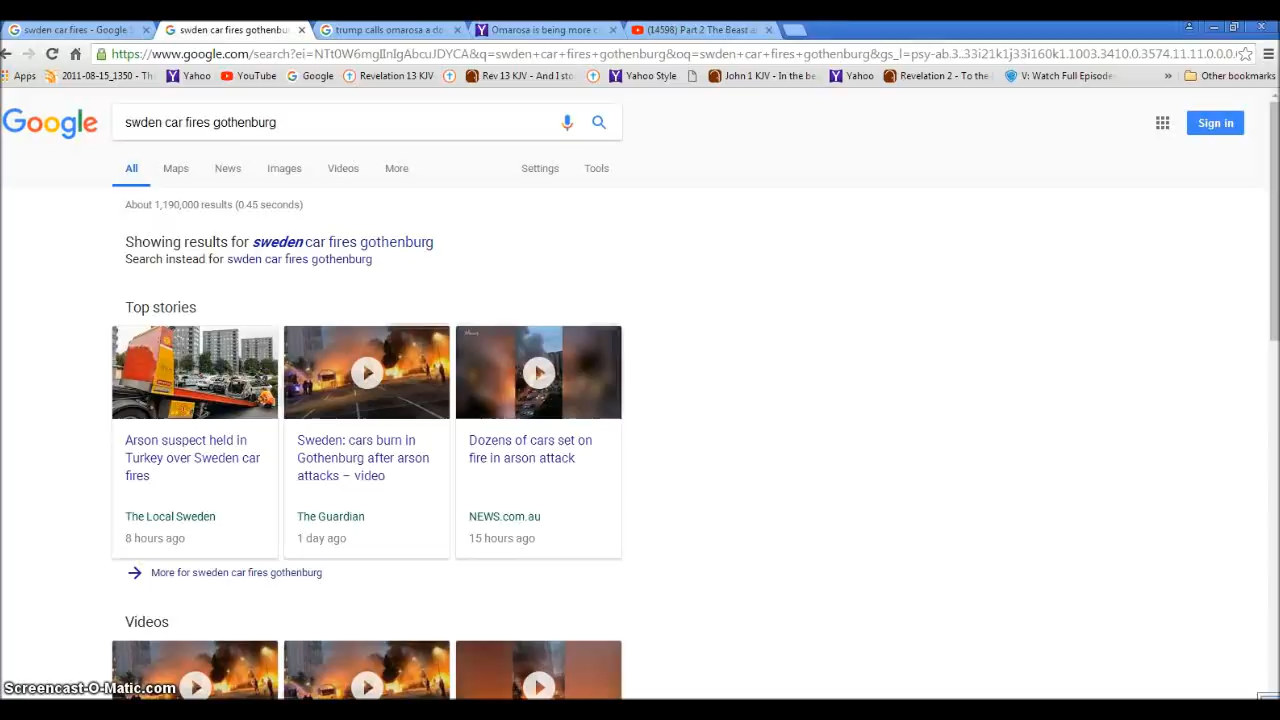 swden car fires - Google S
swden car fires gothenbu
trump calls omarosa a do
Omarosa is being more c
(14598) Part 2 The Beast a
https://www.google.com/search?ei=NTt0W6mgIInIgAbcuJDYCA&q=swden+car+fires+gothenburg&oq=swden+car+fires+gothenburg&gs_l=psy-ab.3..33i21k1j33i160k1.1003.3410.0.3574.11.11.0.0.0
Apps
2011-08-15_1350 - Th
Yahoo
YouTube
Google
Revelation 13 KJV
Rev 13 KJV - And I sto
Yahoo Style
John 1 KJV - In the be
Yahoo
Revelation 2 - To the
V: Watch Full Episode
»
Other bookmarks
Google
swden car fires gothenburg
Sign in
All
Maps
News
Images
Videos
More
Settings
Tools
About 1,190,000 results (0.45 seconds)
Showing results for sweden car fires gothenburg
Search instead for swden car fires gothenburg
Top stories
Arson suspect held in
Turkey over Sweden car
fires
The Local Sweden
8 hours ago
Sweden: cars burn in
Gothenburg after arson
attacks – video
The Guardian
1 day ago
Dozens of cars set on
fire in arson attack
NEWS.com.au
15 hours ago
More for sweden car fires gothenburg
Videos
Screencast-O-Matic.com